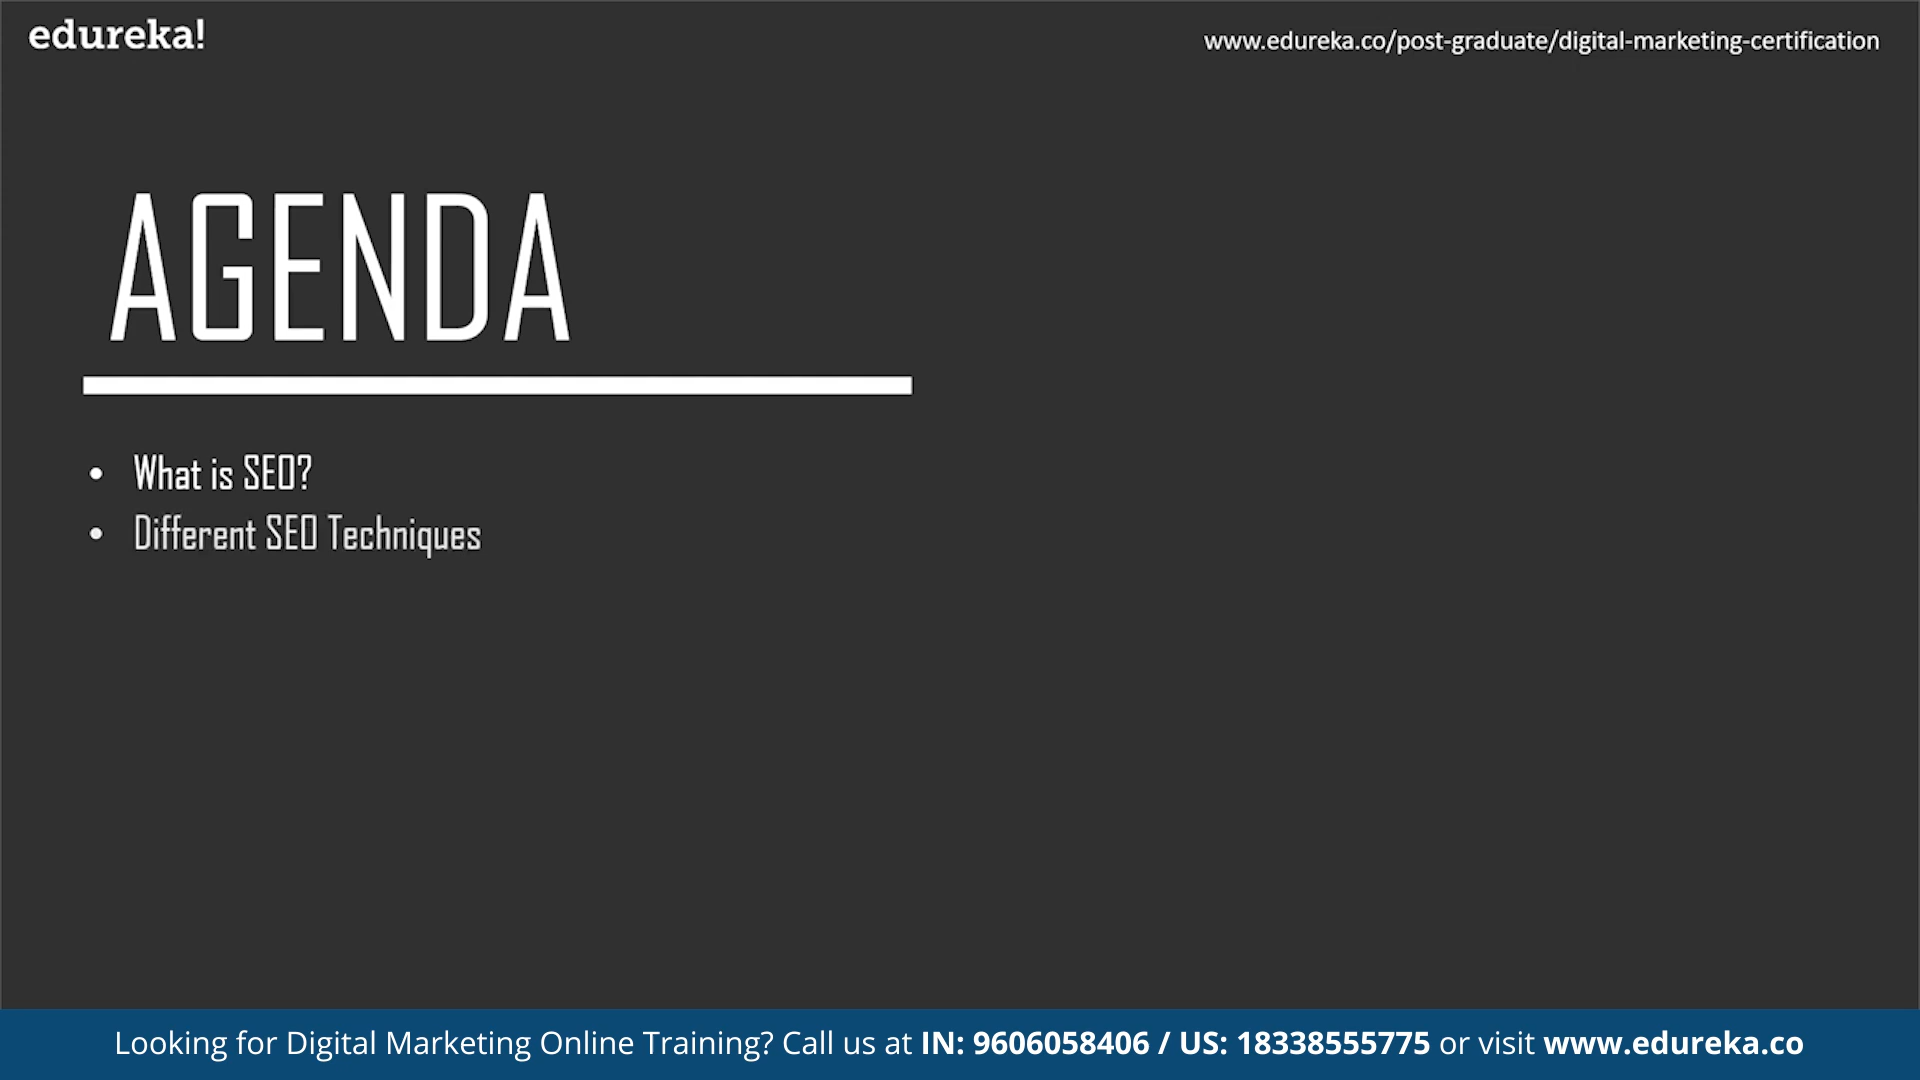 edureka!
www.edureka.co/post-graduate/digital-marketing-certification
AGENDA
• What is SEO?
• Different SEO Techniques
Looking for Digital Marketing Online Training? Call us at IN: 9606058406 / US: 18338555775 or visit www.edureka.co